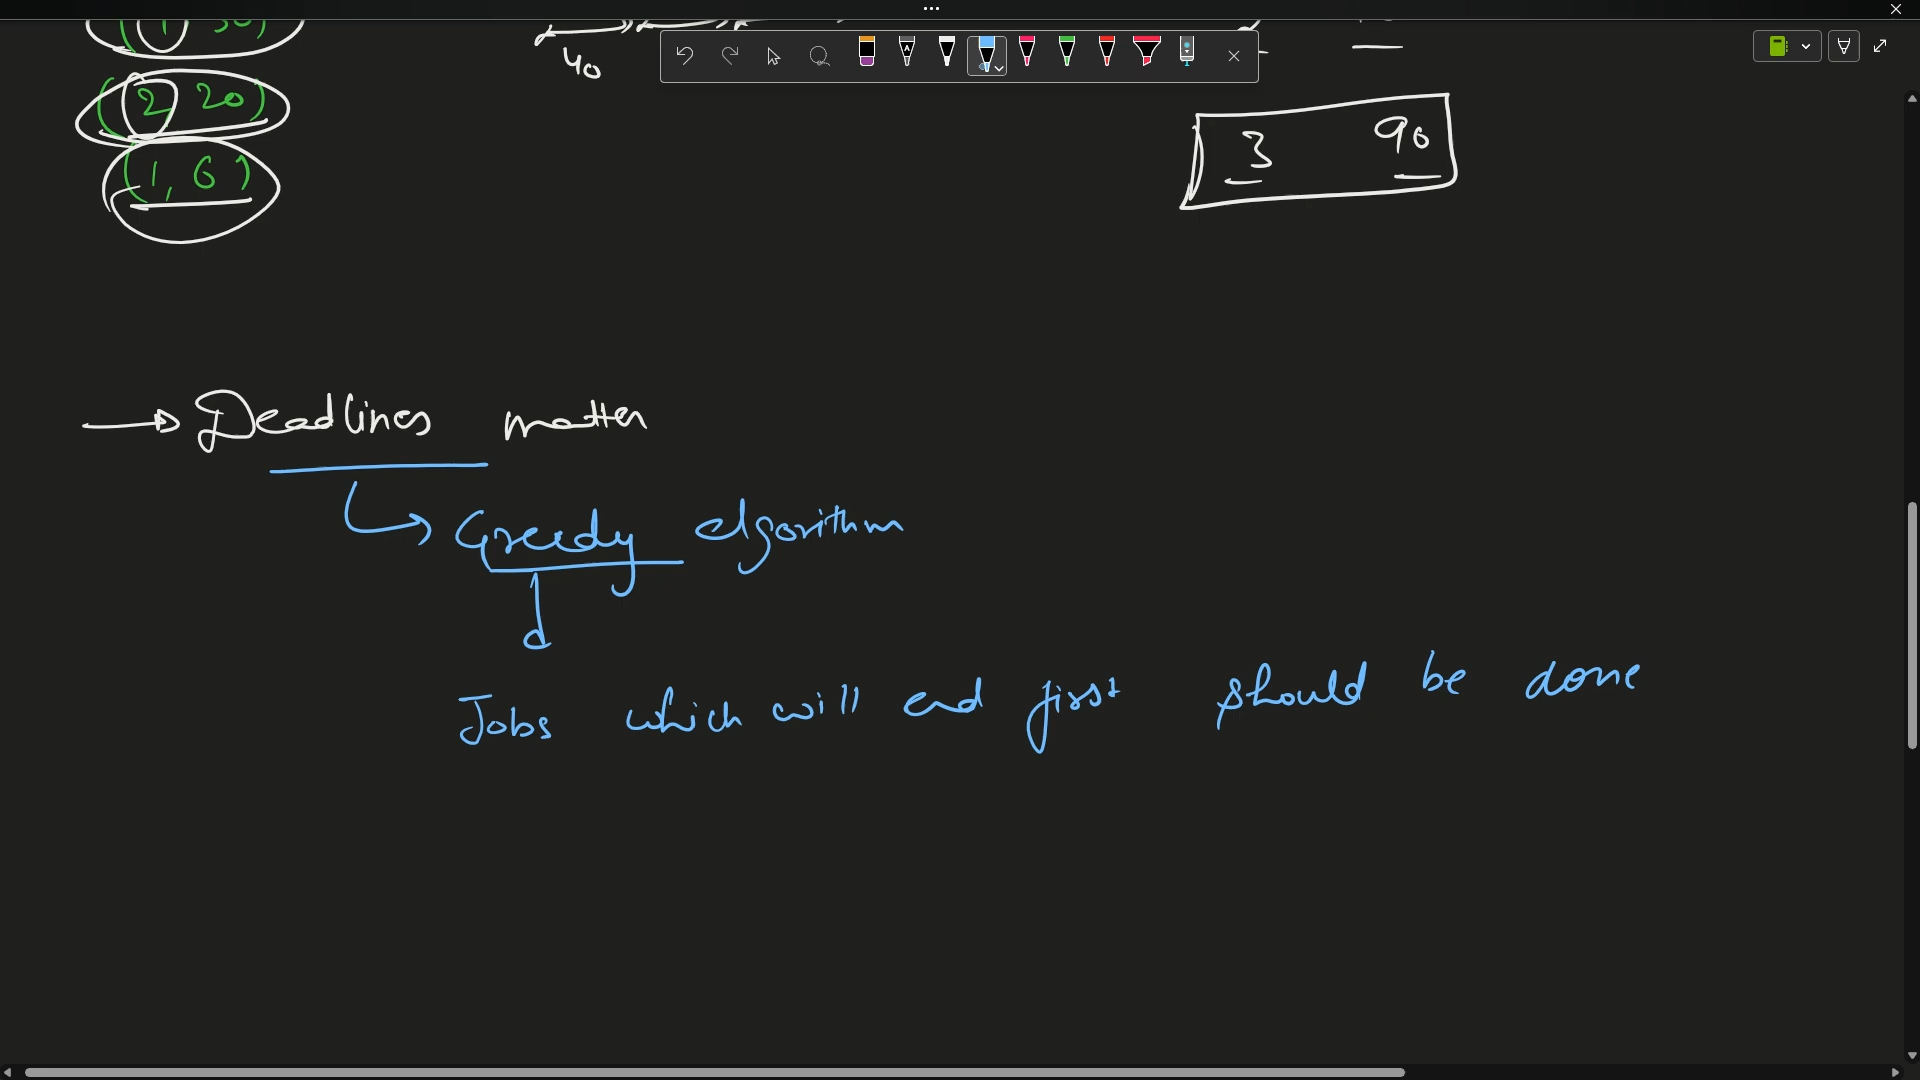 40
(2 20)
(1, 6)
3 90
→ Deadlines matter
Greedy algorithm
Jobs which will end first should be done